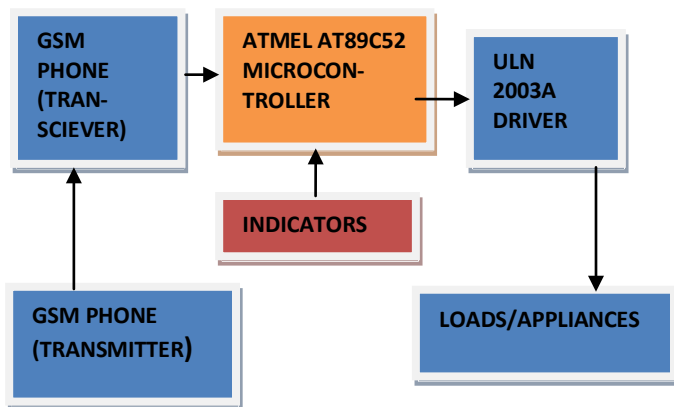 GSM
PHONE
(TRAN-
SCIEVER)
ATMEL AT89C52
MICROCON-
TROLLER
ULN
2003A
DRIVER
INDICATORS
GSM PHONE
(TRANSMITTER)
LOADS/APPLIANCES